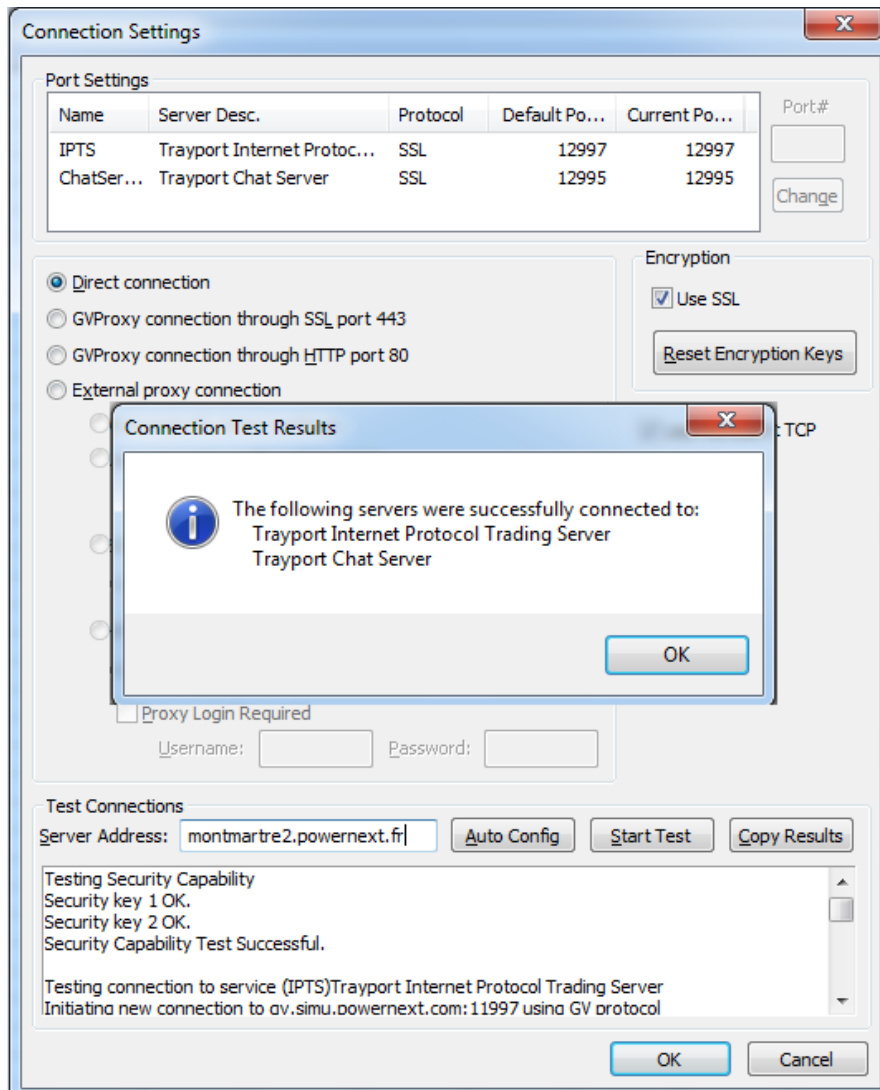 Connection Settings
Port Settings
Name Server Desc. Protocol Default Po... Current Po...
Port#
IPTS Trayport Internet Protoc... SSL 12997 12997
ChatSer... Trayport Chat Server SSL 12995 12995
Change
Encryption
Direct connection
Use SSL
GVProxy connection through SSL port 443
GVProxy connection through HTTP port 80
Reset Encryption Keys
External proxy connection
Connection Test Results
t TCP
The following servers were successfully connected to:
Trayport Internet Protocol Trading Server
Trayport Chat Server
OK
Proxy Login Required
Username: Password:
Test Connections
Server Address: montmartre2.powernext.fr Auto Config Start Test Copy Results
Testing Security Capability
Security key 1 OK.
Security key 2 OK.
Security Capability Test Successful.
Testing connection to service (IPTS)Trayport Internet Protocol Trading Server
Initiating new connection to gv.simu.powernext.com:11997 using GV protocol
OK Cancel